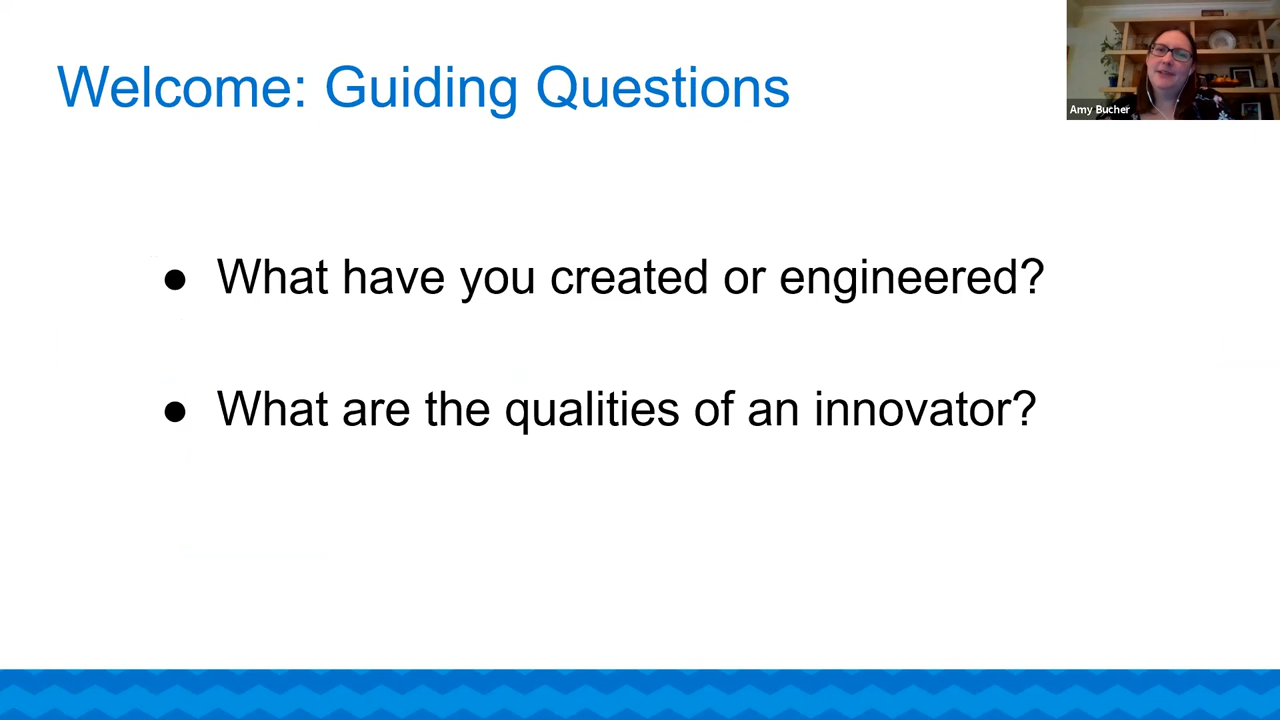 Welcome: Guiding Questions
Amy Bucher
● What have you created or engineered?
● What are the qualities of an innovator?